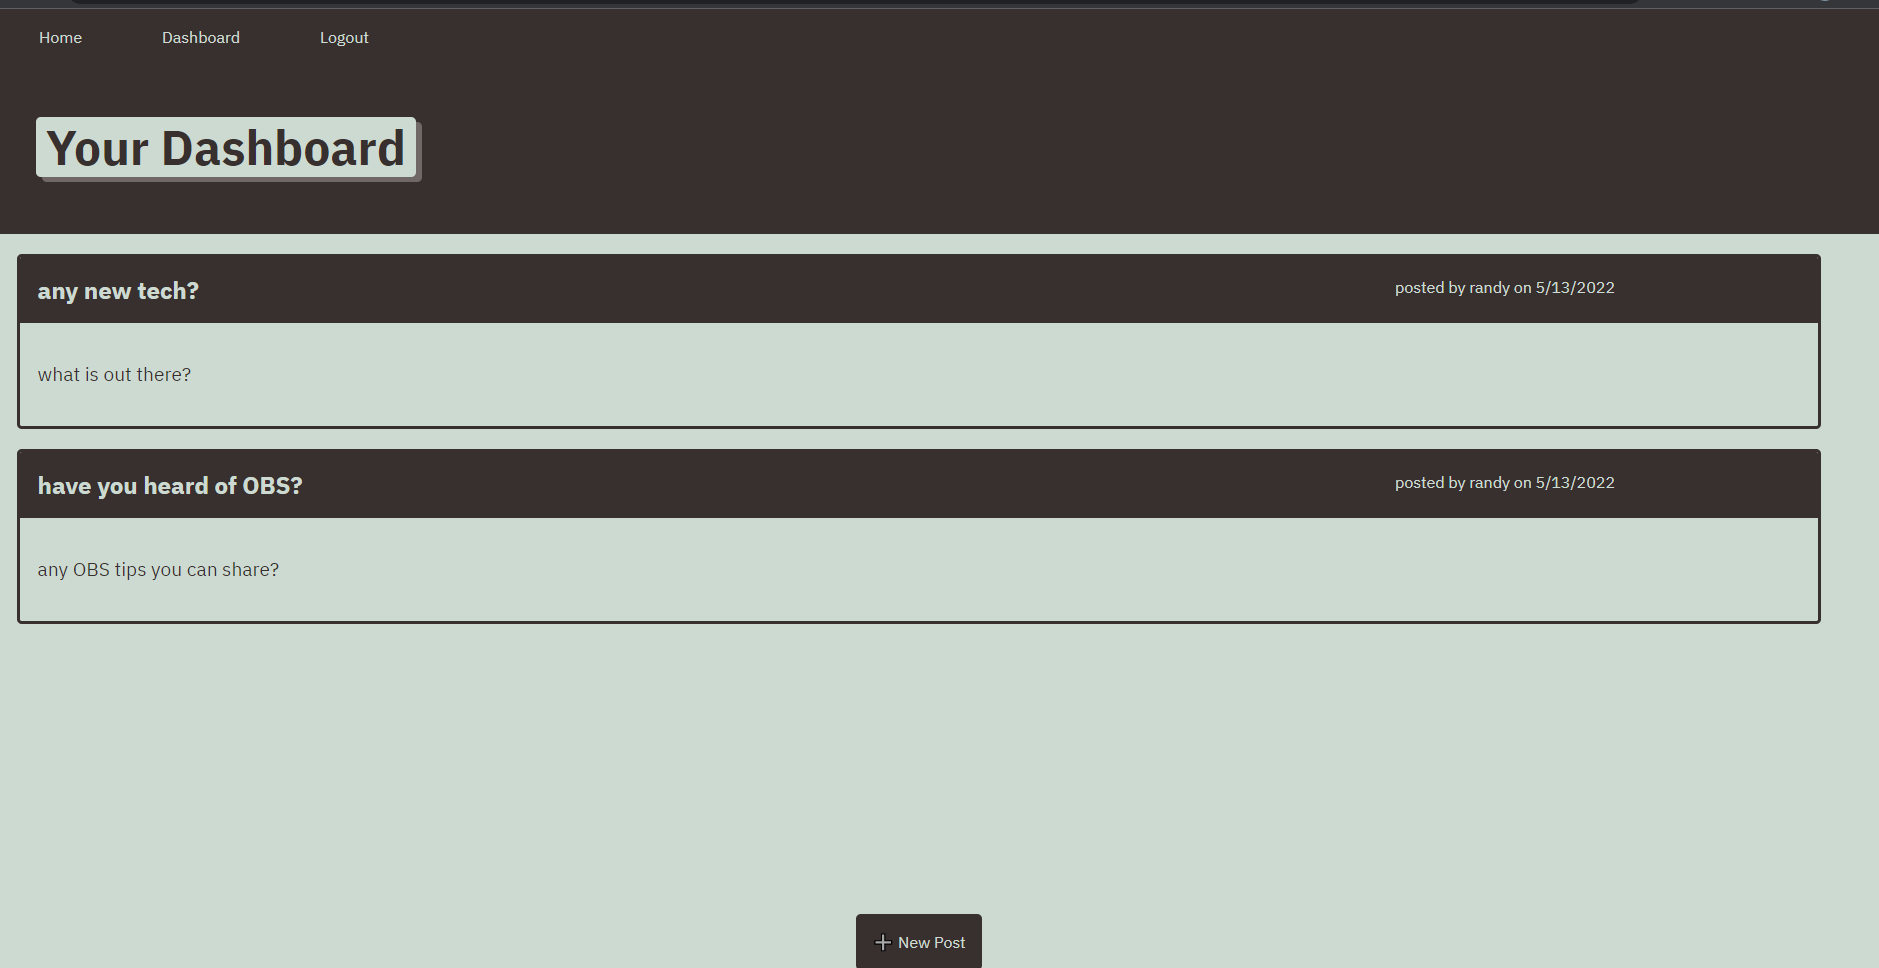 Home Dashboard Logout
Your Dashboard
any new tech? posted by randy on 5/13/2022
what is out there?
have you heard of OBS? posted by randy on 5/13/2022
any OBS tips you can share?
New Post